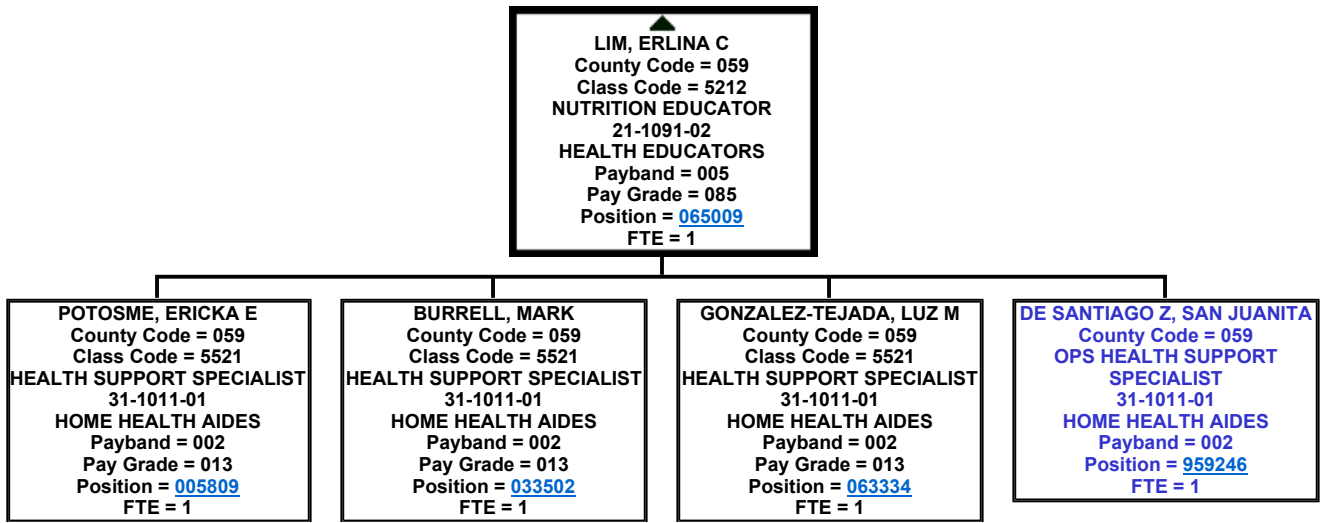 LIM, ERLINA C
County Code = 059
Class Code = 5212
NUTRITION EDUCATOR
21-1091-02
HEALTH EDUCATORS
Payband = 005
Pay Grade = 085
Position = 065009
FTE = 1
POTOSME, ERICKA E
County Code = 059
Class Code = 5521
HEALTH SUPPORT SPECIALIST
31-1011-01
HOME HEALTH AIDES
Payband = 002
Pay Grade = 013
Position = 005809
FTE = 1
BURRELL, MARK
County Code = 059
Class Code = 5521
HEALTH SUPPORT SPECIALIST
31-1011-01
HOME HEALTH AIDES
Payband = 002
Pay Grade = 013
Position = 033502
FTE = 1
GONZALEZ-TEJADA, LUZ M
County Code = 059
Class Code = 5521
HEALTH SUPPORT SPECIALIST
31-1011-01
HOME HEALTH AIDES
Payband = 002
Pay Grade = 013
Position = 063334
FTE = 1
DE SANTIAGO Z, SAN JUANITA
County Code = 059
OPS HEALTH SUPPORT
SPECIALIST
31-1011-01
HOME HEALTH AIDES
Payband = 002
Position = 959246
FTE = 1